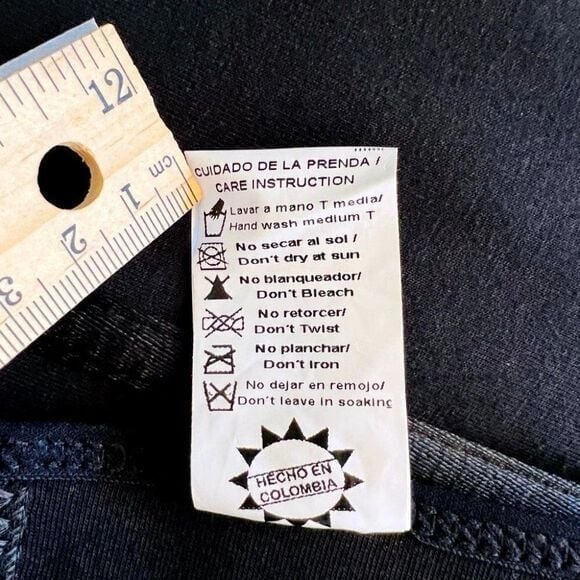 12
cm
1
2
3
CUIDADO DE LA PRENDA /
CARE INSTRUCTION
Lavar a mano T media/
Hand wash medium T
No secar al sol /
Don't dry at sun
No blanqueador/
Don't Bleach
No retorcer/
Don't Twist
No planchar/
Don't Iron
No dejar en remojo/
Don't leave in soaking
HECHO EN
COLOMBIA